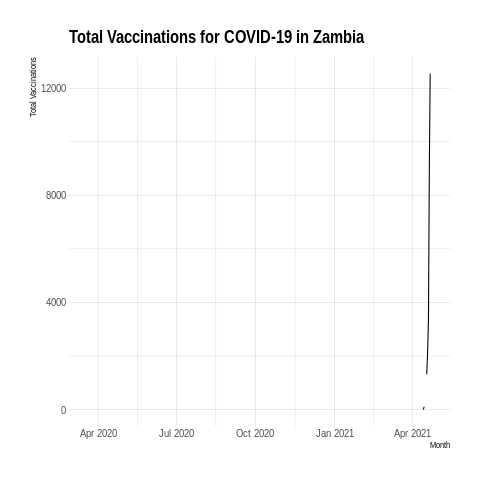 Total Vaccinations for COVID-19 in Zambia
Total Vaccinations
12000
8000
4000
0
Apr 2020 Jul 2020 Oct 2020 Jan 2021 Apr 2021
Month